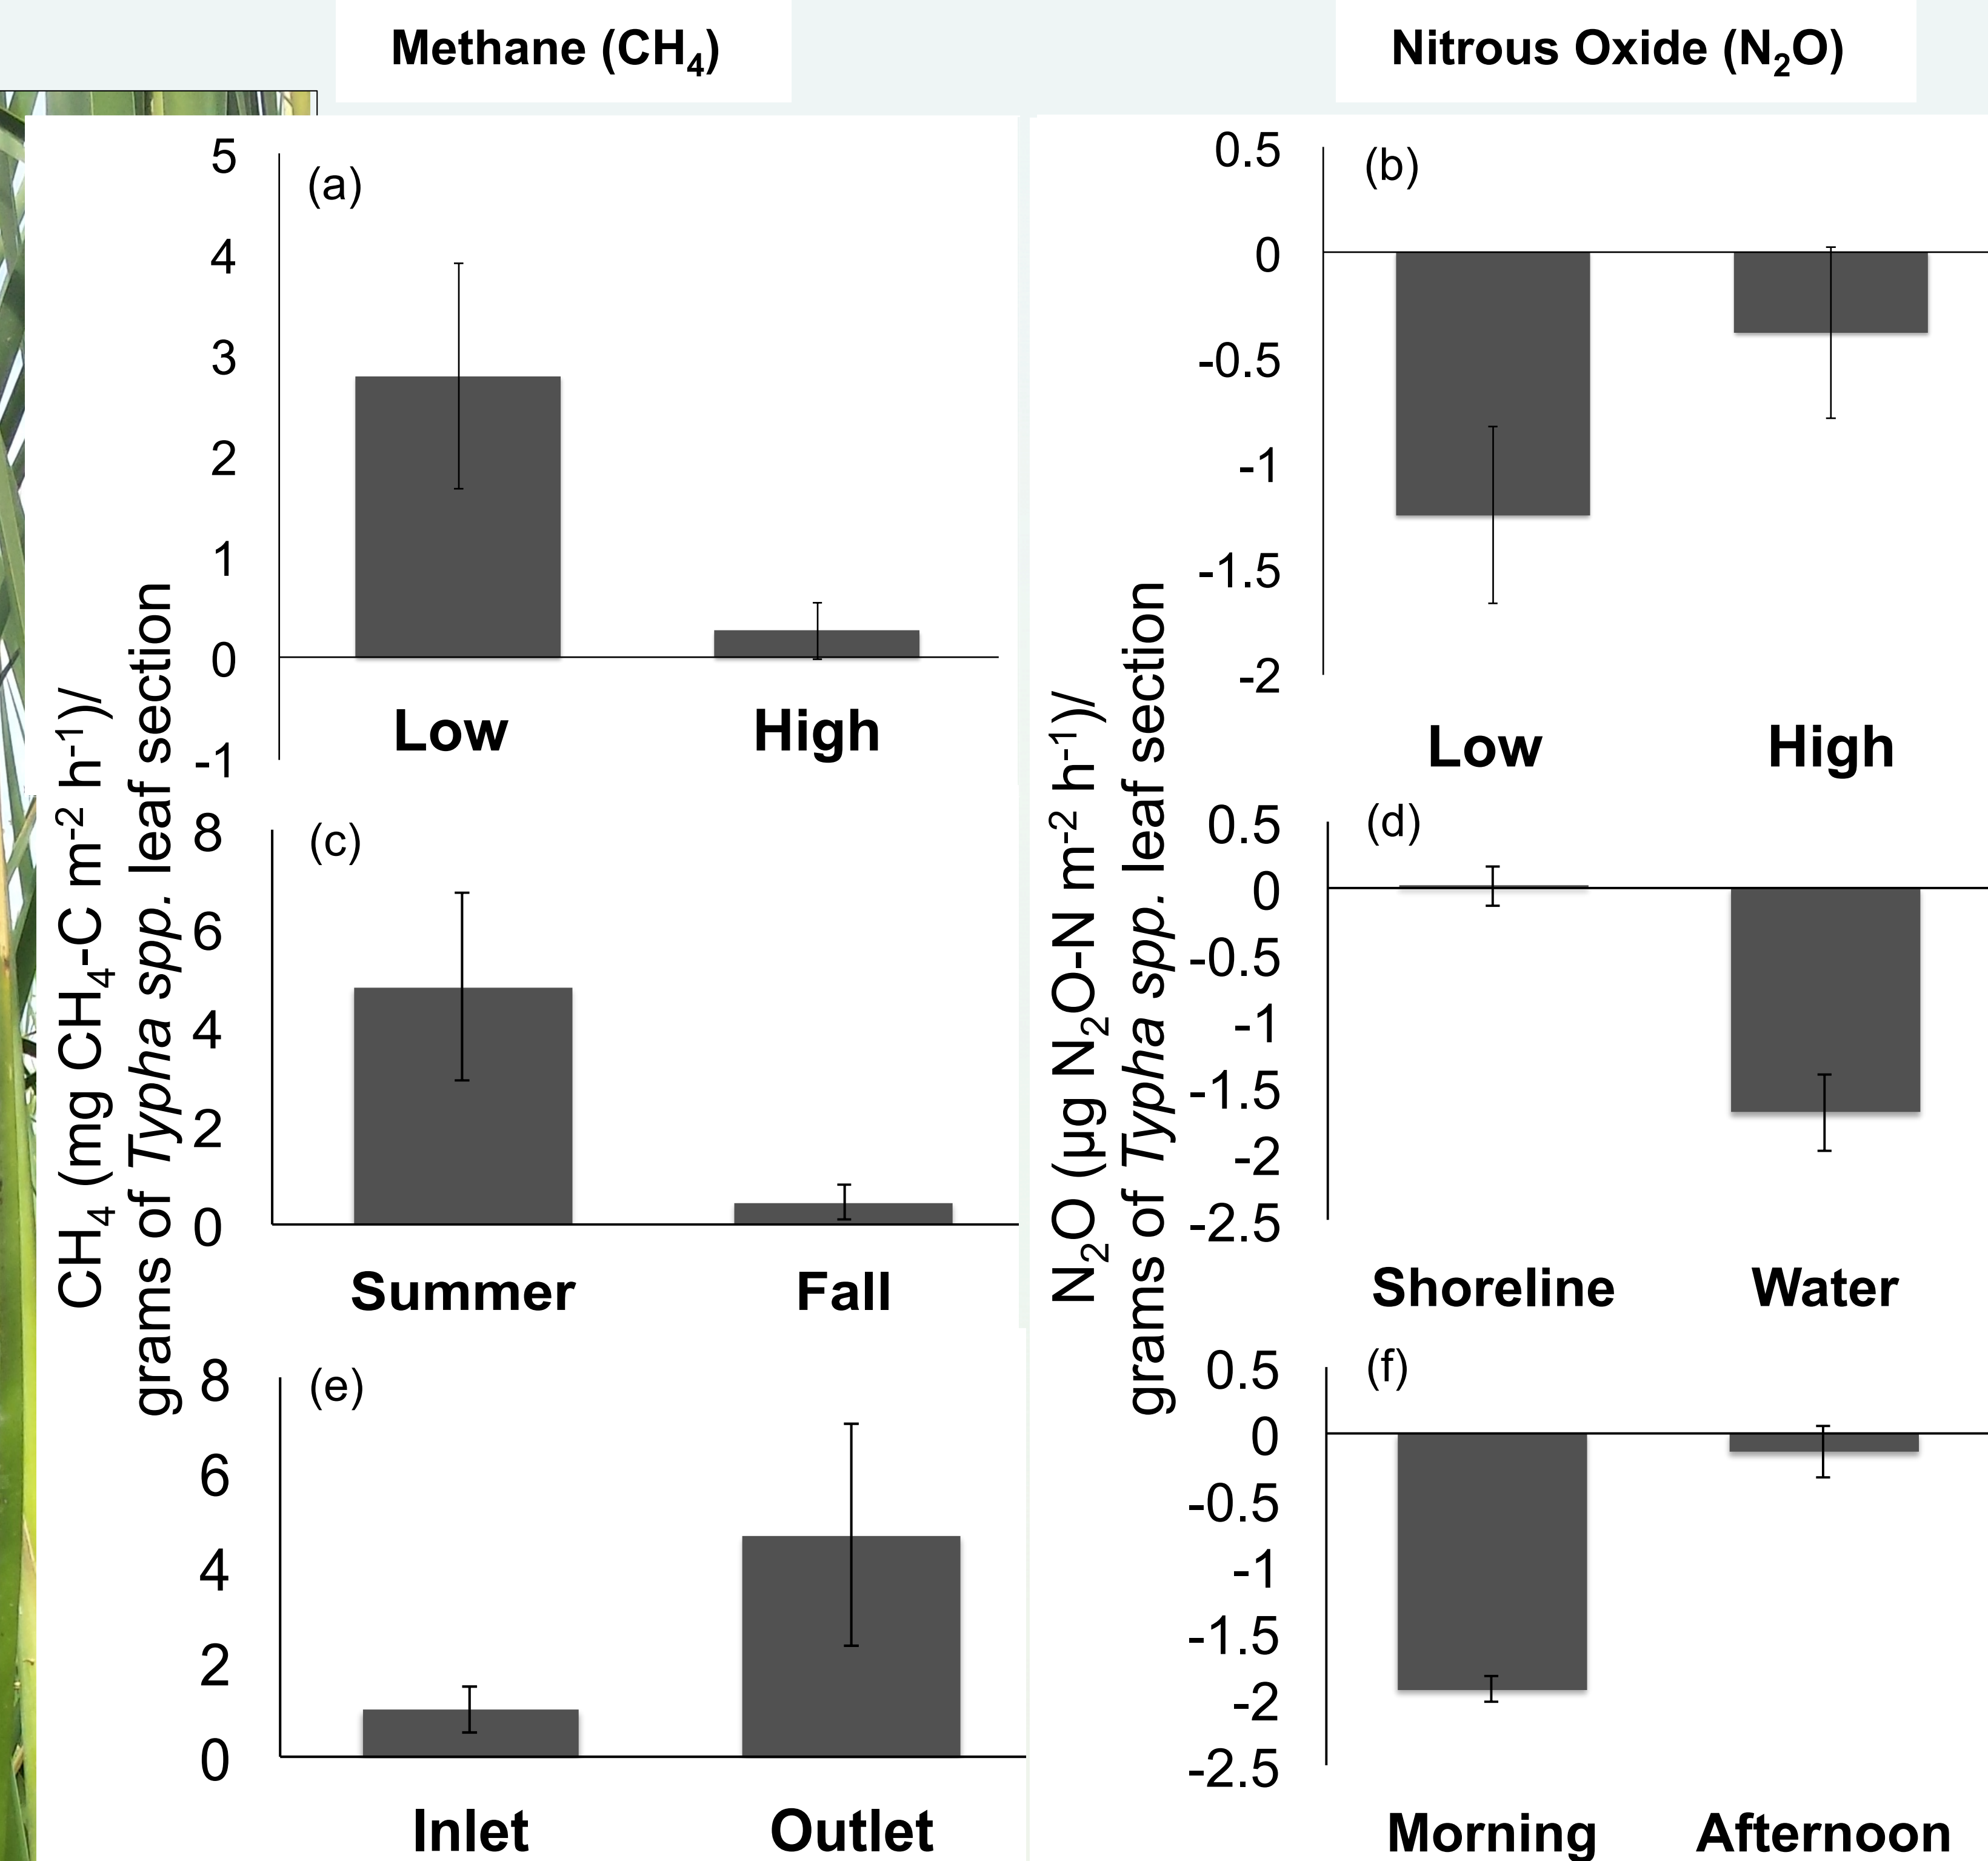 Methane (CH₄)
Nitrous Oxide (N₂O)
CH₄ (mg CH₄-C m⁻² h⁻¹)/
grams of Typha spp. leaf section
(a)
5
4
3
2
1
0
-1
Low High
(c)
8
6
4
2
0
Summer Fall
(e)
8
6
4
2
0
Inlet Outlet
N₂O (µg N₂O-N m⁻² h⁻¹)/
grams of Typha spp. leaf section
(b)
0.5
0
-0.5
-1
-1.5
-2
Low High
(d)
0.5
0
-0.5
-1
-1.5
-2
-2.5
Shoreline Water
(f)
0.5
0
-0.5
-1
-1.5
-2
-2.5
Morning Afternoon